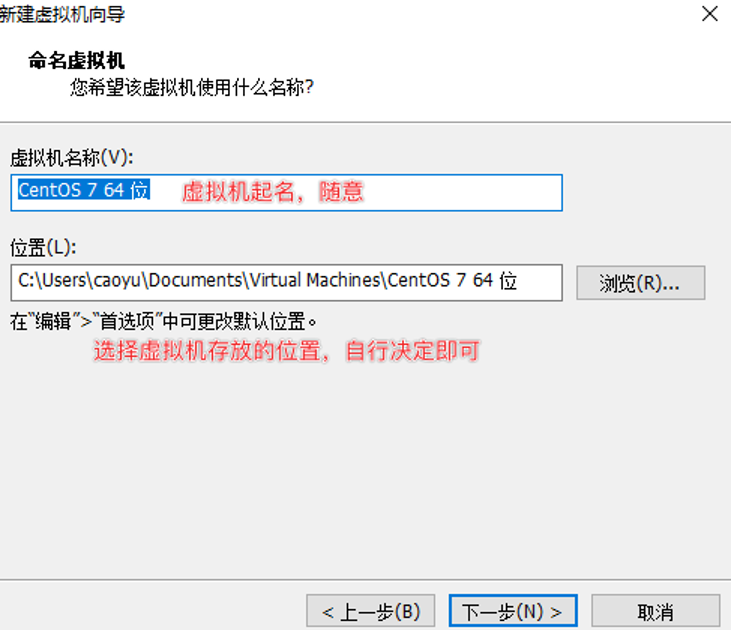 新建虚拟机向导
命名虚拟机
您希望该虚拟机使用什么名称?
虚拟机名称(V):
CentOS 7 64 位 虚拟机起名，随意
位置(L):
C:\Users\caoyu\Documents\Virtual Machines\CentOS 7 64 位 浏览(R)...
在“编辑”>“首选项”中可更改默认位置。
选择虚拟机存放的位置，自行决定即可
< 上一步(B) 下一步(N) > 取消